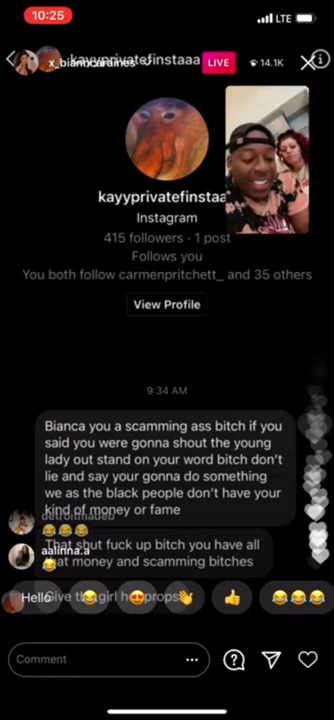 10:25
LTE
kayyprivatefinstaaa
LIVE
14.1K
kayyprivatefinstaa
Instagram
415 followers · 1 post
Follows you
You both follow carmenpritchett_ and 35 others
View Profile
9:34 AM
Bianca you a scamming ass bitch if you
said you were gonna shout the young
lady out stand on your word bitch don't
lie and say your gonna do something
we as the black people don't have your
kind of money or fame
detroitmadeb
😂😂😂
That shut fuck up bitch you have all
aalinna.a
that money and scamming bitches
😂
Hello
Give the girl her props
😂 😍 👋 👍 😂😂😂
Comment